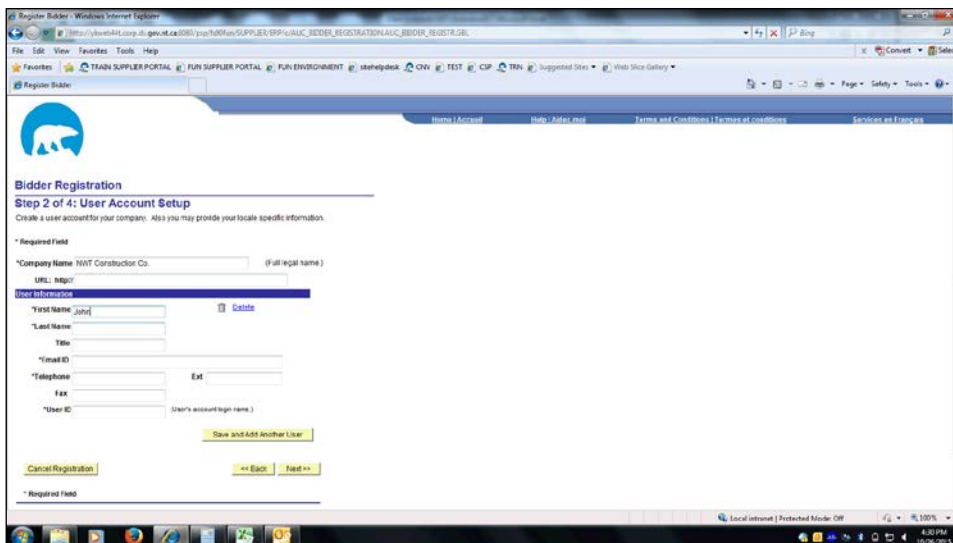 Register Bidder - Windows Internet Explorer
Bing
File Edit View Favorites Tools Help
x Convert Selec
Favorites TRAIN SUPPLIER PORTAL FUN SUPPLIER PORTAL FUN ENVIRONMENT sitehelpdesk CNV TEST CSP TRN Suggested Sites Web Slice Gallery
Register Bidder
Page Safety Tools
Home | Accueil Help | Aidez moi Terms and Conditions | Termes et conditions Services en Français
Bidder Registration
Step 2 of 4: User Account Setup
Create a user account for your company. Also you may provide your locale specific information.
* Required Field
*Company Name NWT Construction Co. (Full legal name.)
URL: http://
User Information
*First Name John Delete
*Last Name
Title
*Email ID
*Telephone Ext
Fax
*User ID (User's account login name.)
Save and Add Another User
Cancel Registration << Back Next >>
* Required Field
Local intranet | Protected Mode: Off 100%
4:30 PM
10/26/2015